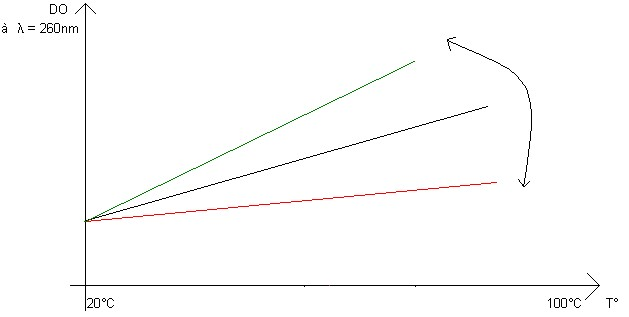 DO
à λ = 260nm
20°C
100°C
T°